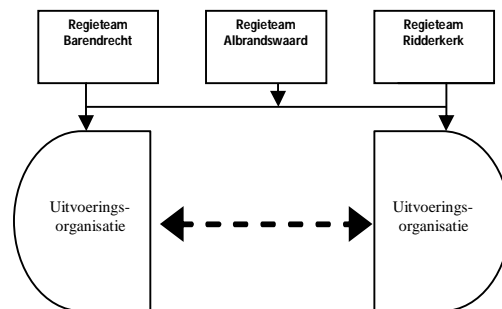 Regieteam
Barendrecht
Regieteam
Albrandswaard
Regieteam
Ridderkerk
Uitvoerings-
organisatie
Uitvoerings-
organisatie